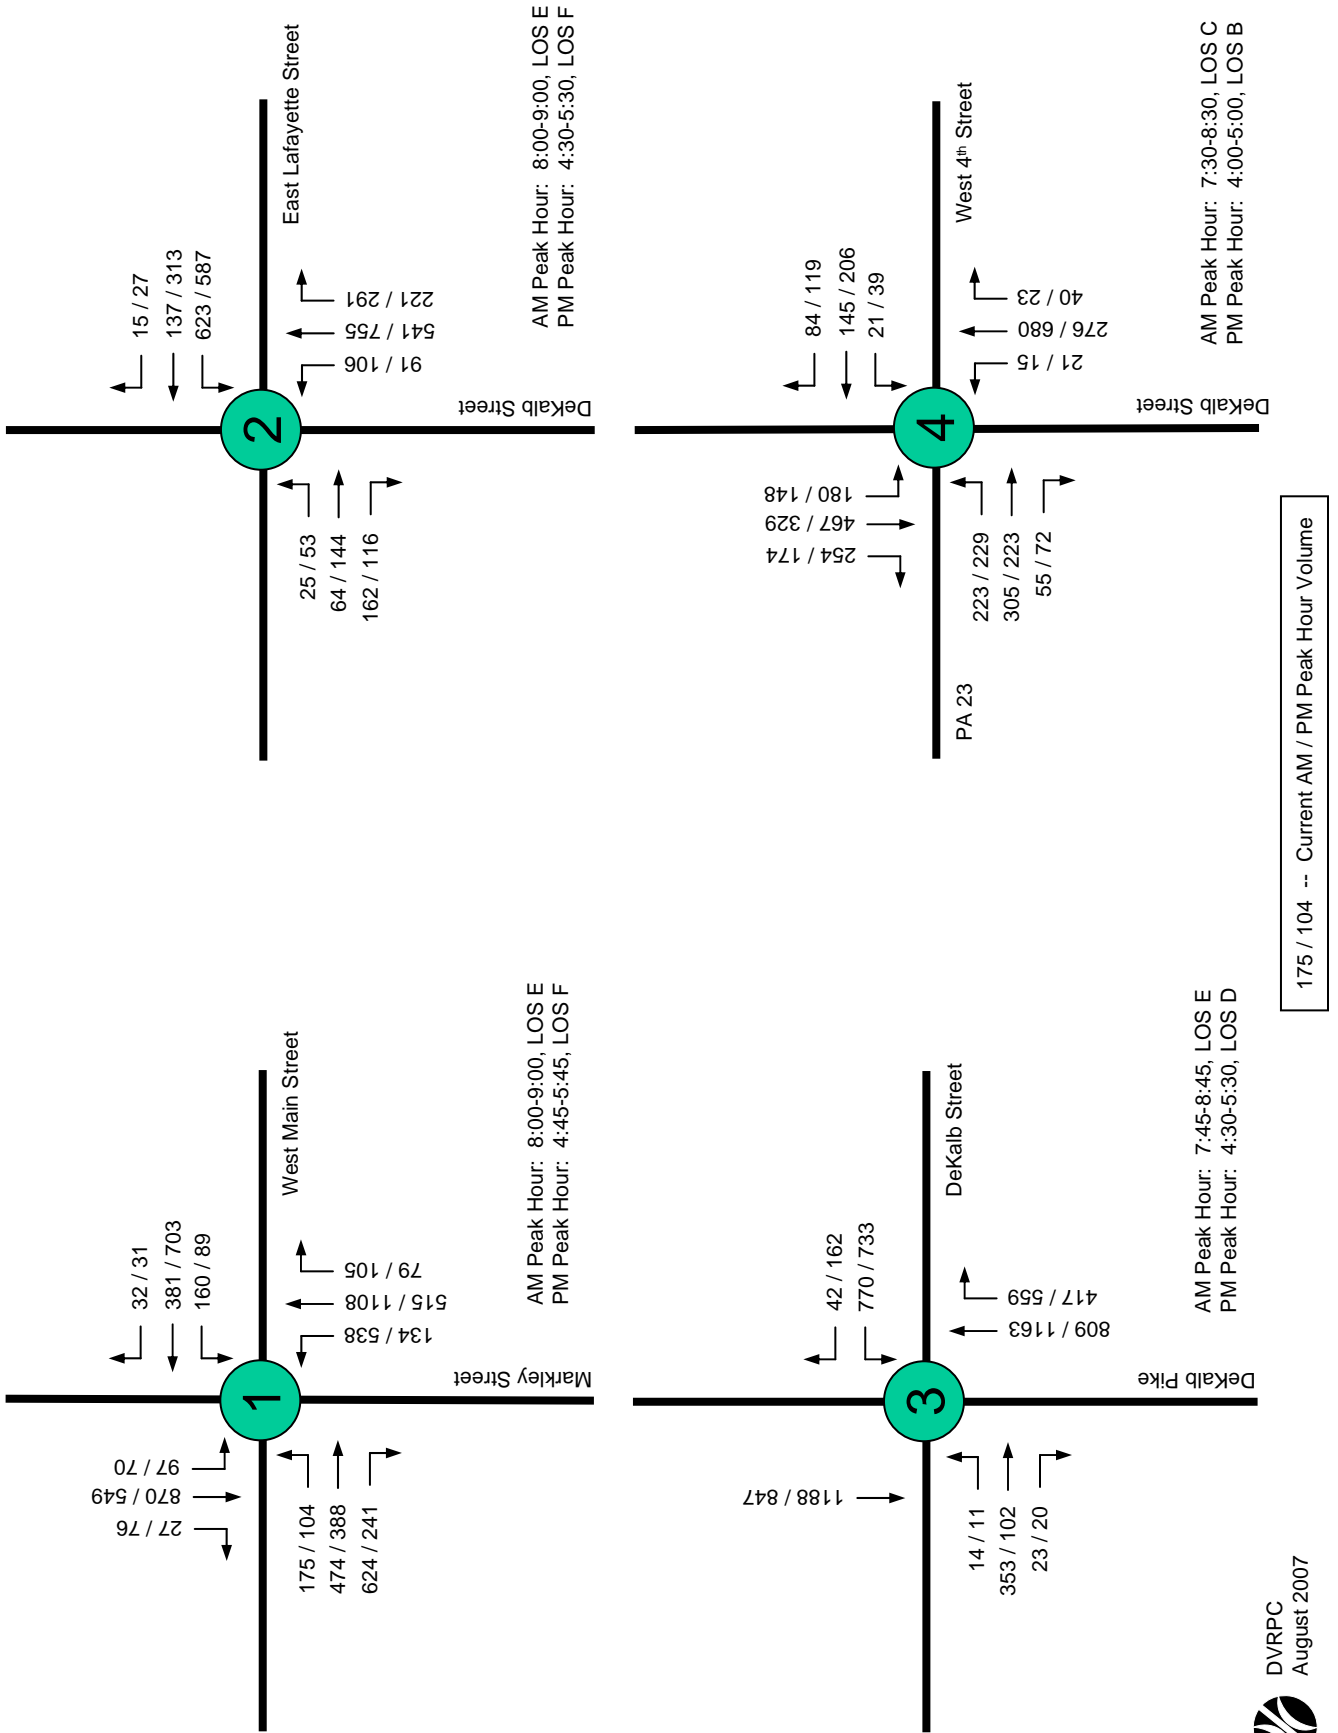 1
Markley Street
West Main Street
32 / 31
381 / 703
160 / 89
79 / 105
515 / 1108
134 / 538
97 / 70
870 / 549
27 / 76
175 / 104
474 / 388
624 / 241
AM Peak Hour: 8:00-9:00, LOS E
PM Peak Hour: 4:45-5:45, LOS F
2
DeKalb Street
East Lafayette Street
15 / 27
137 / 313
623 / 587
221 / 291
541 / 755
91 / 106
25 / 53
64 / 144
162 / 116
AM Peak Hour: 8:00-9:00, LOS E
PM Peak Hour: 4:30-5:30, LOS F
3
DeKalb Pike
DeKalb Street
42 / 162
770 / 733
417 / 559
809 / 1163
1188 / 847
14 / 11
353 / 102
23 / 20
AM Peak Hour: 7:45-8:45, LOS E
PM Peak Hour: 4:30-5:30, LOS D
4
DeKalb Street
West 4th Street
PA 23
84 / 119
145 / 206
21 / 39
40 / 23
276 / 680
21 / 15
180 / 148
467 / 329
254 / 174
223 / 229
305 / 223
55 / 72
AM Peak Hour: 7:30-8:30, LOS C
PM Peak Hour: 4:00-5:00, LOS B
175 / 104 -- Current AM / PM Peak Hour Volume
DVRPC
August 2007